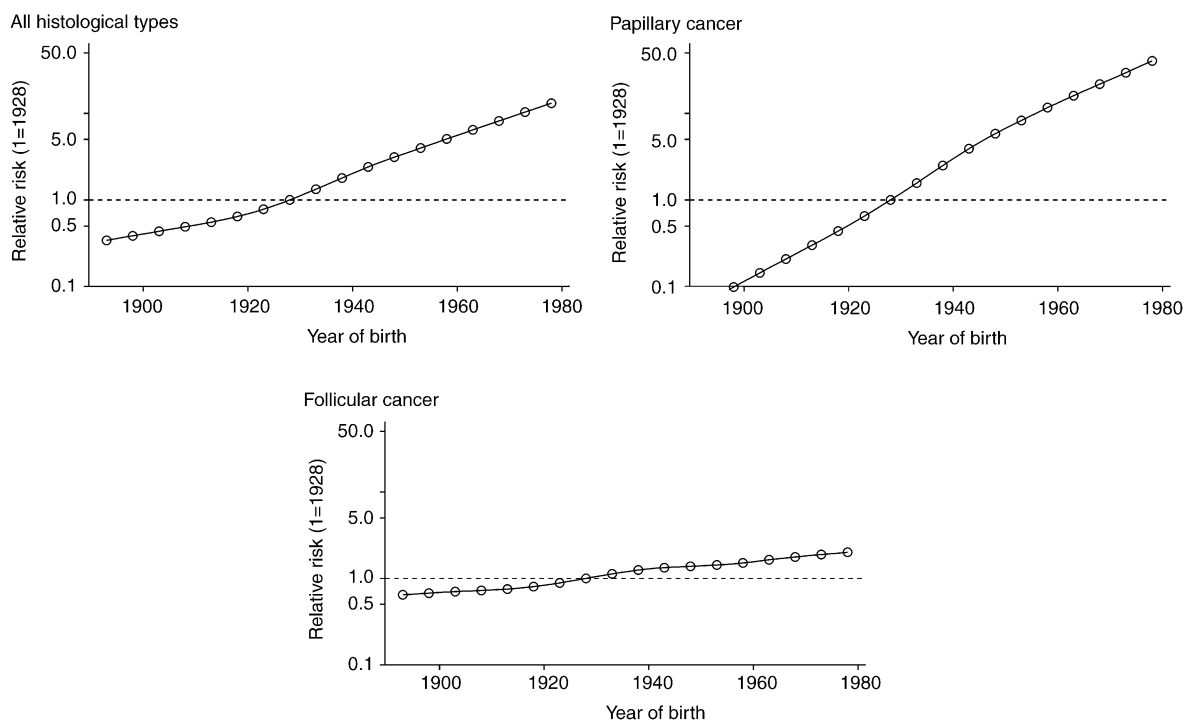 All histological types
50.0
5.0
1.0
0.5
0.1
Relative risk (1=1928)
1900 1920 1940 1960 1980
Year of birth
Papillary cancer
50.0
5.0
1.0
0.5
0.1
Relative risk (1=1928)
1900 1920 1940 1960 1980
Year of birth
Follicular cancer
50.0
5.0
1.0
0.5
0.1
Relative risk (1=1928)
1900 1920 1940 1960 1980
Year of birth